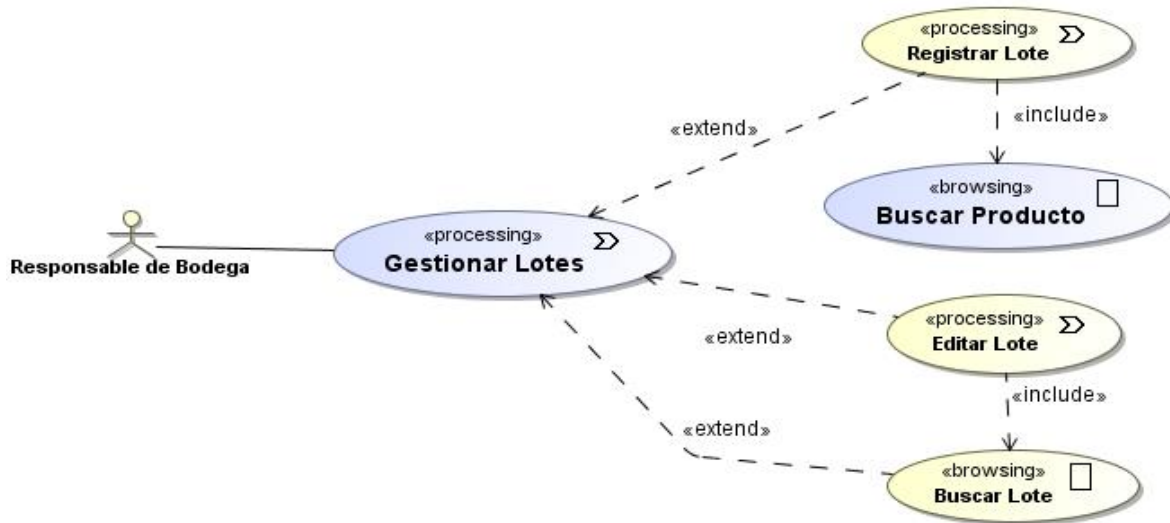 «processing»
Registrar Lote
«extend»
«include»
«browsing»
Buscar Producto
«processing»
Gestionar Lotes
Responsable de Bodega
«processing»
Editar Lote
«extend»
«include»
«extend»
«browsing»
Buscar Lote